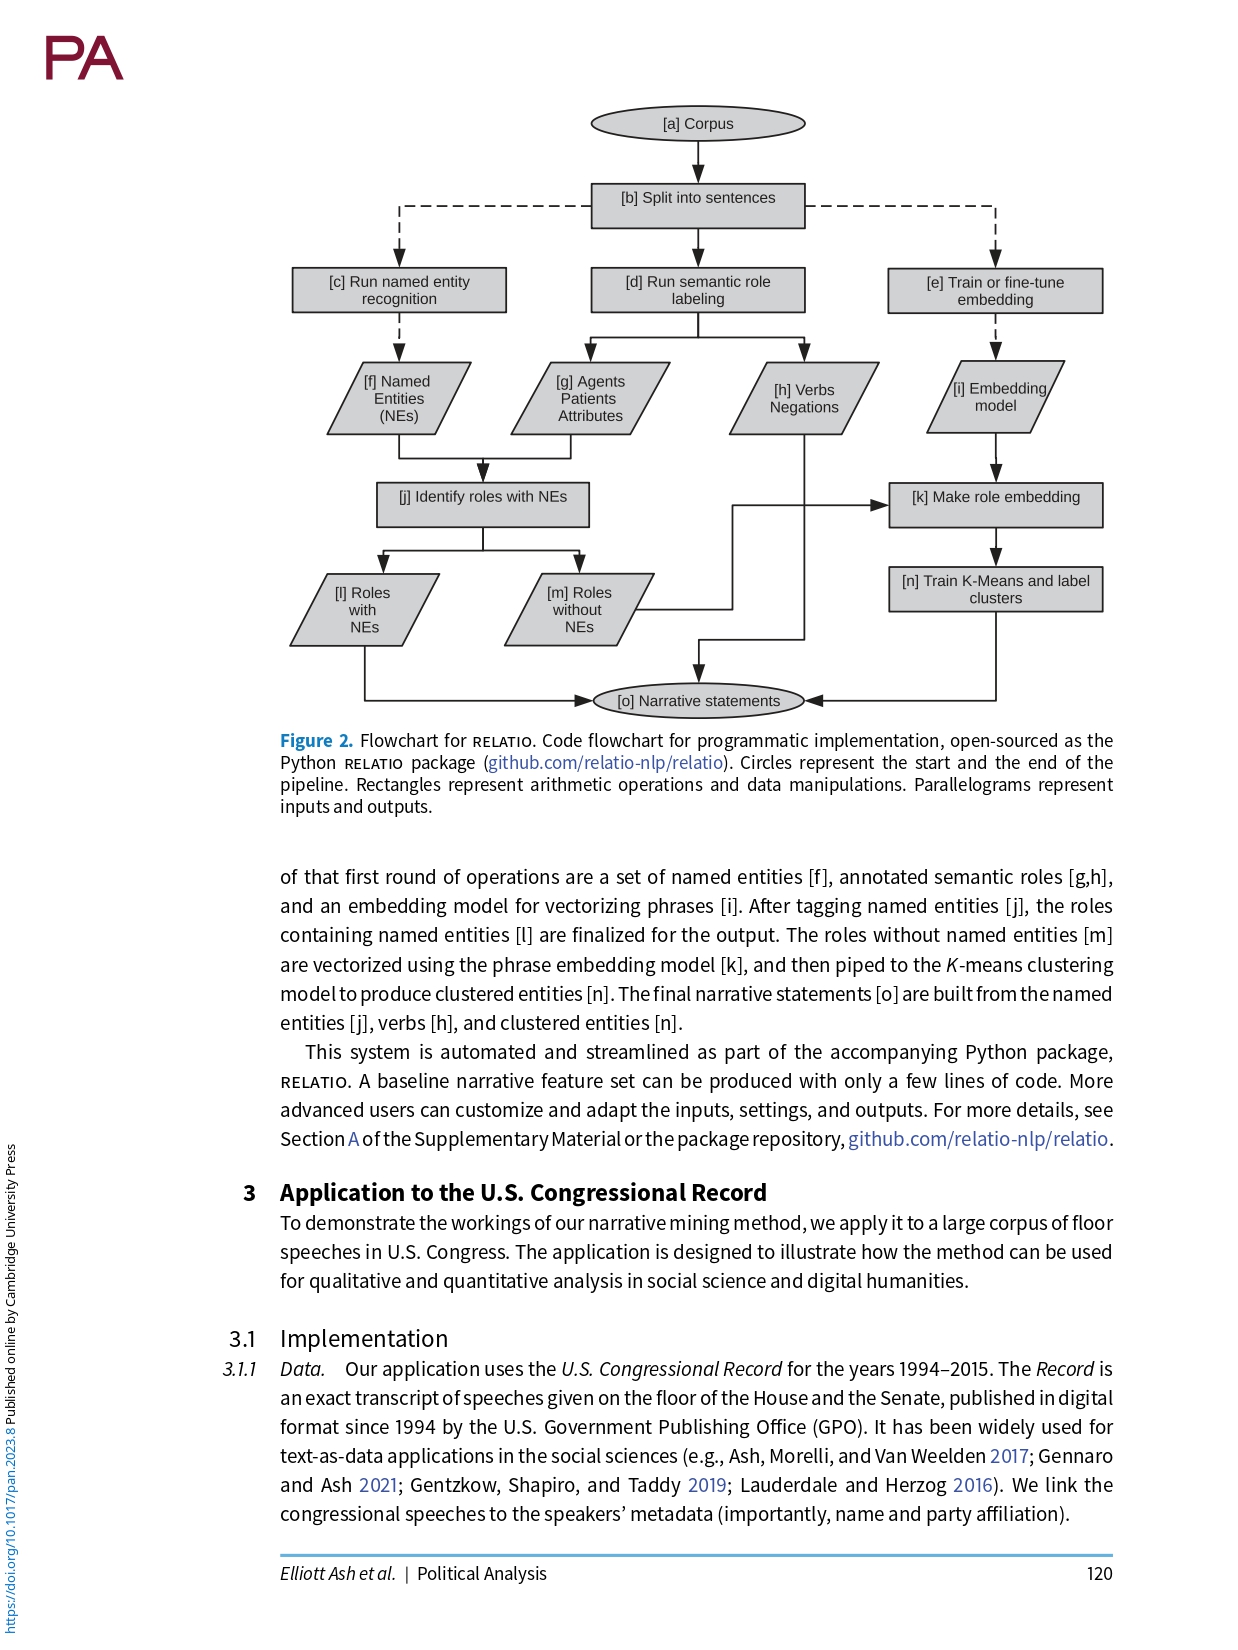 PA
[a] Corpus
[b] Split into sentences
[c] Run named entity
recognition
[d] Run semantic role
labeling
[e] Train or fine-tune
embedding
[f] Named
Entities
(NEs)
[g] Agents
Patients
Attributes
[h] Verbs
Negations
[i] Embedding
model
[j] Identify roles with NEs
[k] Make role embedding
[l] Roles
with
NEs
[m] Roles
without
NEs
[n] Train K-Means and label
clusters
[o] Narrative statements
Figure 2. Flowchart for RELATIO. Code flowchart for programmatic implementation, open-sourced as the
Python RELATIO package (github.com/relatio-nlp/relatio). Circles represent the start and the end of the
pipeline. Rectangles represent arithmetic operations and data manipulations. Parallelograms represent
inputs and outputs.
of that first round of operations are a set of named entities [f], annotated semantic roles [g,h],
and an embedding model for vectorizing phrases [i]. After tagging named entities [j], the roles
containing named entities [l] are finalized for the output. The roles without named entities [m]
are vectorized using the phrase embedding model [k], and then piped to the K-means clustering
model to produce clustered entities [n]. The final narrative statements [o] are built from the named
entities [j], verbs [h], and clustered entities [n].
This system is automated and streamlined as part of the accompanying Python package,
RELATIO. A baseline narrative feature set can be produced with only a few lines of code. More
advanced users can customize and adapt the inputs, settings, and outputs. For more details, see
Section A of the Supplementary Material or the package repository, github.com/relatio-nlp/relatio.
3 Application to the U.S. Congressional Record
To demonstrate the workings of our narrative mining method, we apply it to a large corpus of floor
speeches in U.S. Congress. The application is designed to illustrate how the method can be used
for qualitative and quantitative analysis in social science and digital humanities.
3.1 Implementation
3.1.1 Data. Our application uses the U.S. Congressional Record for the years 1994–2015. The Record is
an exact transcript of speeches given on the floor of the House and the Senate, published in digital
format since 1994 by the U.S. Government Publishing Office (GPO). It has been widely used for
text-as-data applications in the social sciences (e.g., Ash, Morelli, and Van Weelden 2017; Gennaro
and Ash 2021; Gentzkow, Shapiro, and Taddy 2019; Lauderdale and Herzog 2016). We link the
congressional speeches to the speakers’ metadata (importantly, name and party affiliation).
Elliott Ash et al. | Political Analysis 120
https://doi.org/10.1017/pan.2023.8 Published online by Cambridge University Press